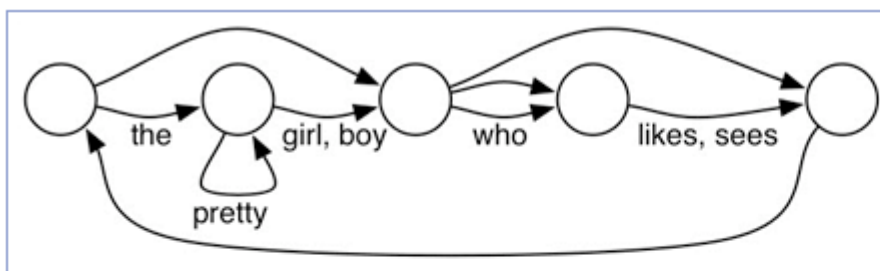 the
girl, boy
who
likes, sees
pretty